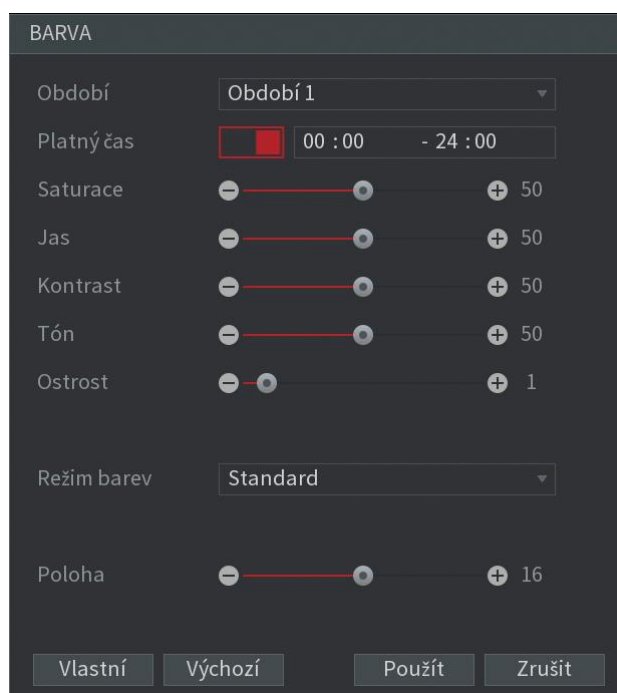 BARVA
Období Období 1
Platný čas 00 : 00 - 24 : 00
Saturace 50
Jas 50
Kontrast 50
Tón 50
Ostrost 1
Režim barev Standard
Poloha 16
Vlastní Výchozí Použít Zrušit